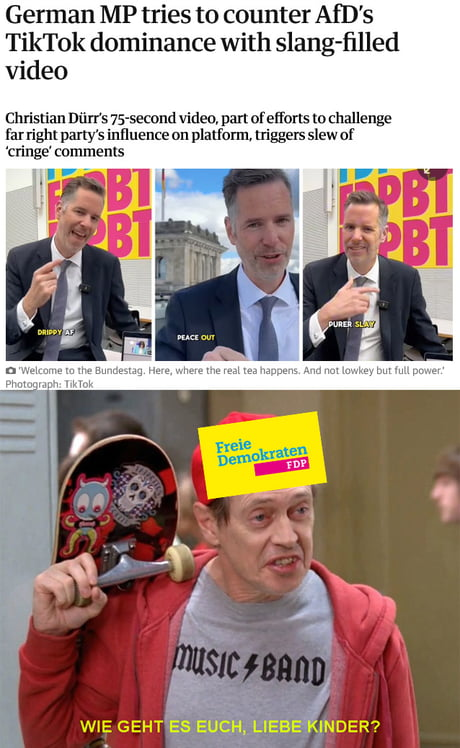 German MP tries to counter AfD’s
TikTok dominance with slang-filled
video
Christian Dürr’s 75-second video, part of efforts to challenge
far right party’s influence on platform, triggers slew of
‘cringe’ comments
DRIPPY AF
PEACE OUT
PURER SLAY
‘Welcome to the Bundestag. Here, where the real tea happens. And not lowkey but full power.’
Photograph: TikTok
Freie
Demokraten
FDP
MUSIC BAND
WIE GEHT ES EUCH, LIEBE KINDER?